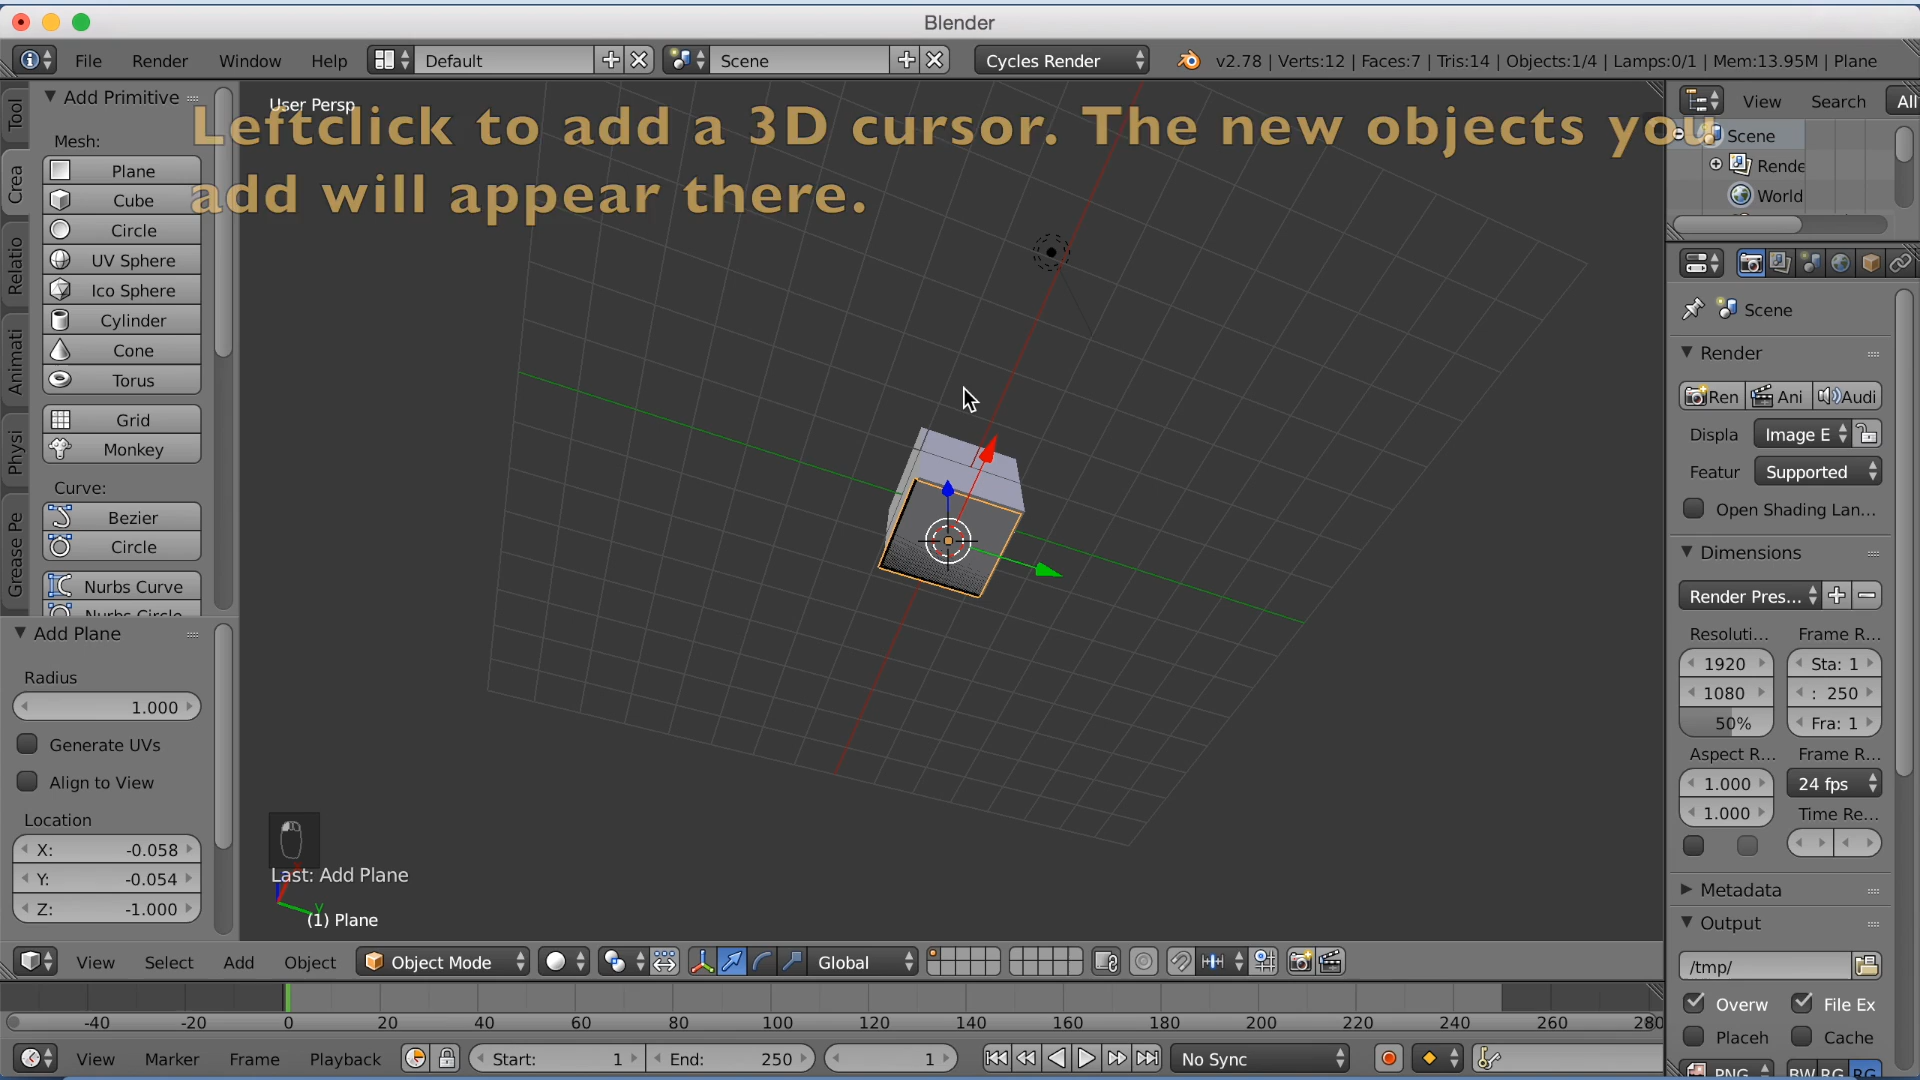 Blender
File Render Window Help Default Scene Cycles Render v2.78 | Verts:12 | Faces:7 | Tris:14 | Objects:1/4 | Lamps:0/1 | Mem:13.95M | Plane
Leftclick to add a 3D cursor. The new objects you
add will appear there.
Tool
Crea
Relatio
Animati
Physi
Grease Pe
Add Primitive
Mesh:
Plane
Cube
Circle
UV Sphere
Ico Sphere
Cylinder
Cone
Torus
Grid
Monkey
Curve:
Bezier
Circle
Nurbs Curve
Nurbs Circle
Add Plane
Radius
1.000
Generate UVs
Align to View
Location
X: -0.058
Y: -0.054
Z: -1.000
User Persp
Last: Add Plane
y
(1) Plane
View Search All
Scene
Rende
World
Scene
Render
Ren Ani Audi
Displa Image E
Featur Supported
Open Shading Lan...
Dimensions
Render Pres...
Resoluti... Frame R...
1920 Sta: 1
1080 : 250
50% Fra: 1
Aspect R... Frame R...
1.000 24 fps
1.000 Time Re...
Metadata
Output
/tmp/
Overw File Ex
Placeh Cache
PNG BW RG RG
View Select Add Object Object Mode Global
-40 -20 0 20 40 60 80 100 120 140 160 180 200 220 240 260 280
View Marker Frame Playback Start: 1 End: 250 1 No Sync